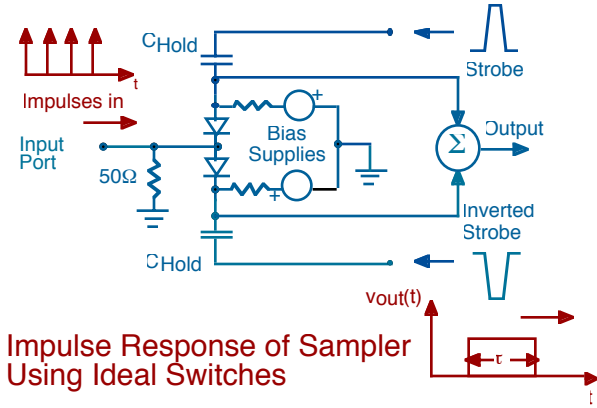 CHold
Strobe
t
Impulses in
+
Bias
Supplies
Input
Port
Σ
Output
50Ω
+
Inverted
Strobe
CHold
vout(t)
Impulse Response of Sampler
Using Ideal Switches
τ
t